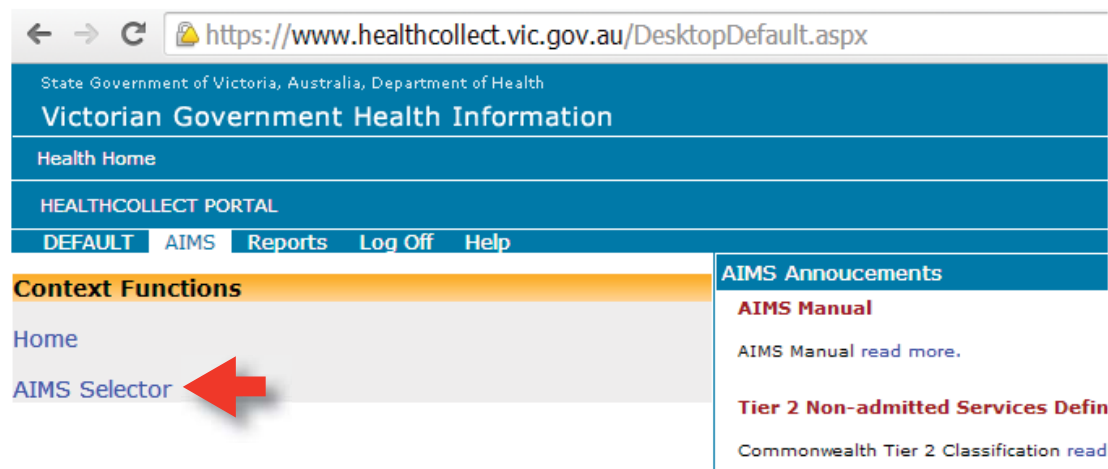 https://www.healthcollect.vic.gov.au/DesktopDefault.aspx
State Government of Victoria, Australia, Department of Health
Victorian Government Health Information
Health Home
HEALTHCOLLECT PORTAL
DEFAULT AIMS Reports Log Off Help
Context Functions
Home
AIMS Selector
AIMS Annoucements
AIMS Manual
AIMS Manual read more.
Tier 2 Non-admitted Services Defin
Commonwealth Tier 2 Classification read